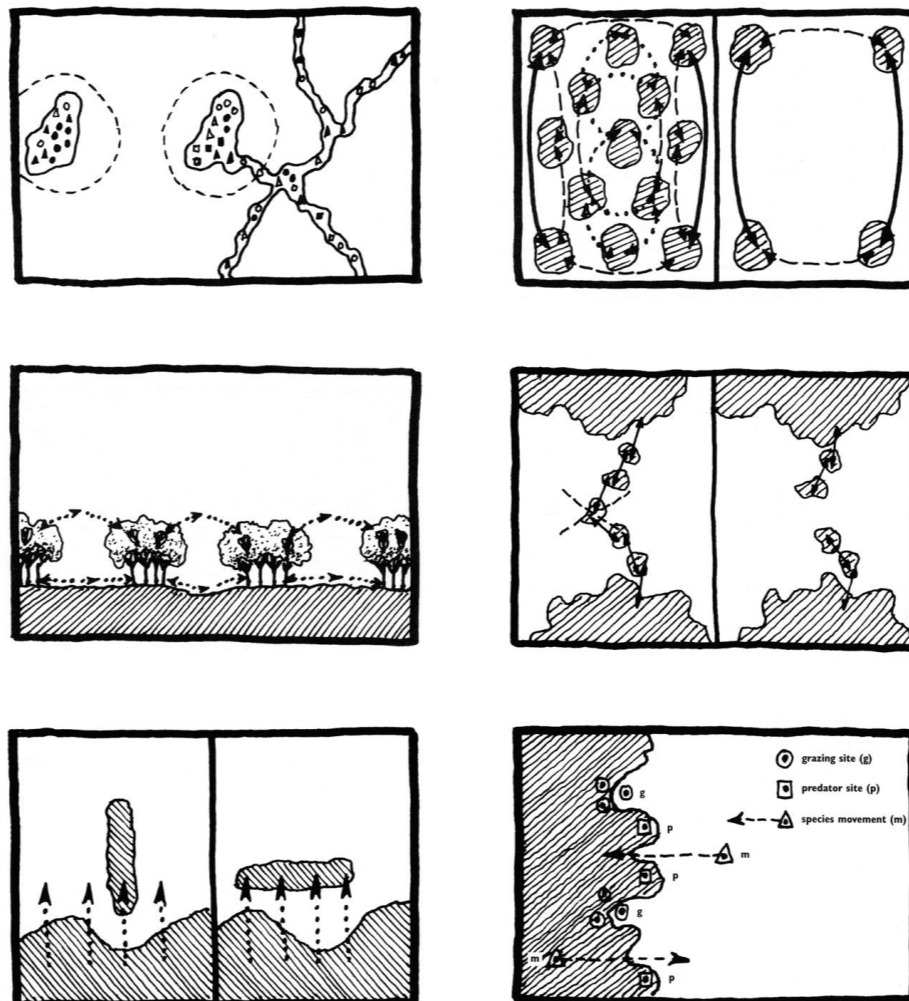 grazing site (g)
predator site (p)
species movement (m)
g
p
m
p
g
m
p